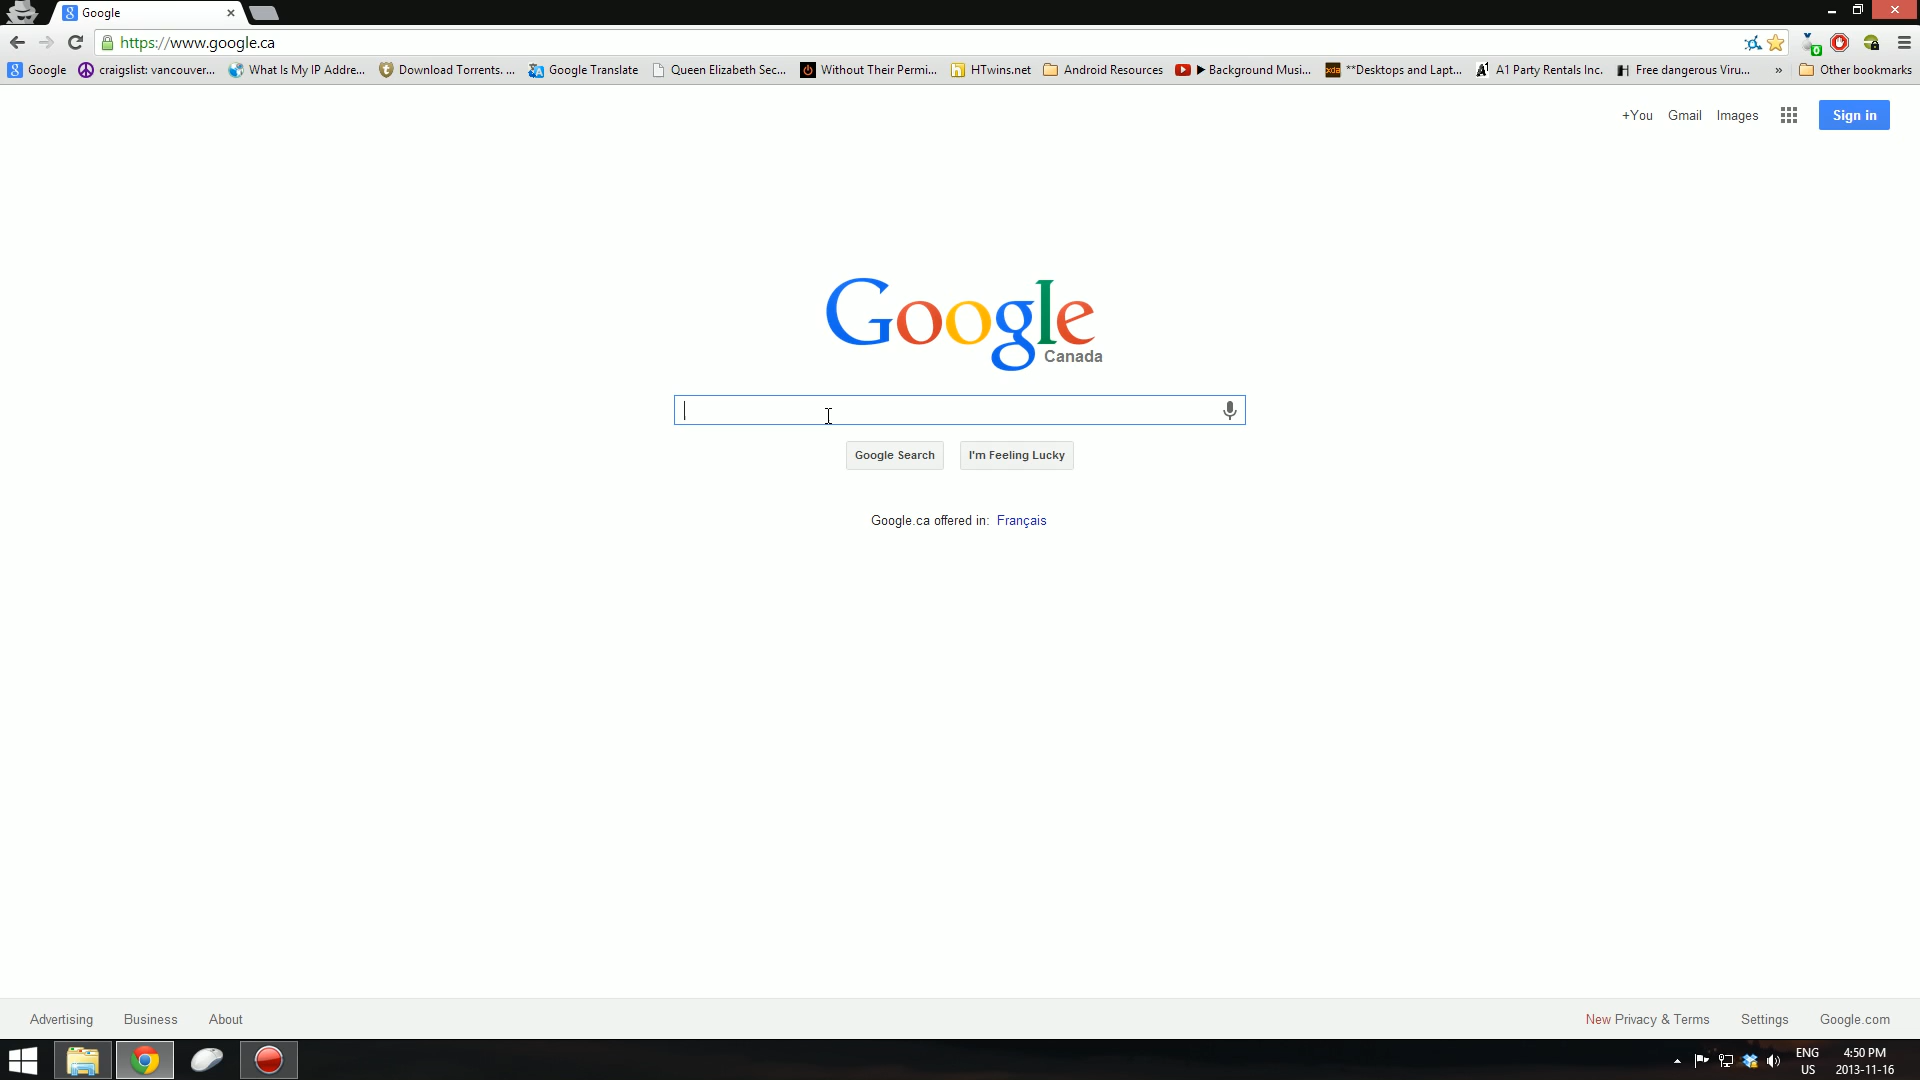 Google
https://www.google.ca
Google craigslist: vancouver... What Is My IP Addre... Download Torrents. ... Google Translate Queen Elizabeth Sec... Without Their Permi... HTwins.net Android Resources ▶ Background Musi... **Desktops and Lapt... A1 Party Rentals Inc. Free dangerous Viru... » Other bookmarks
+You Gmail Images Sign in
Google
Canada
Google Search I'm Feeling Lucky
Google.ca offered in: Français
Advertising Business About New Privacy & Terms Settings Google.com
ENG 4:50 PM
US 2013-11-16